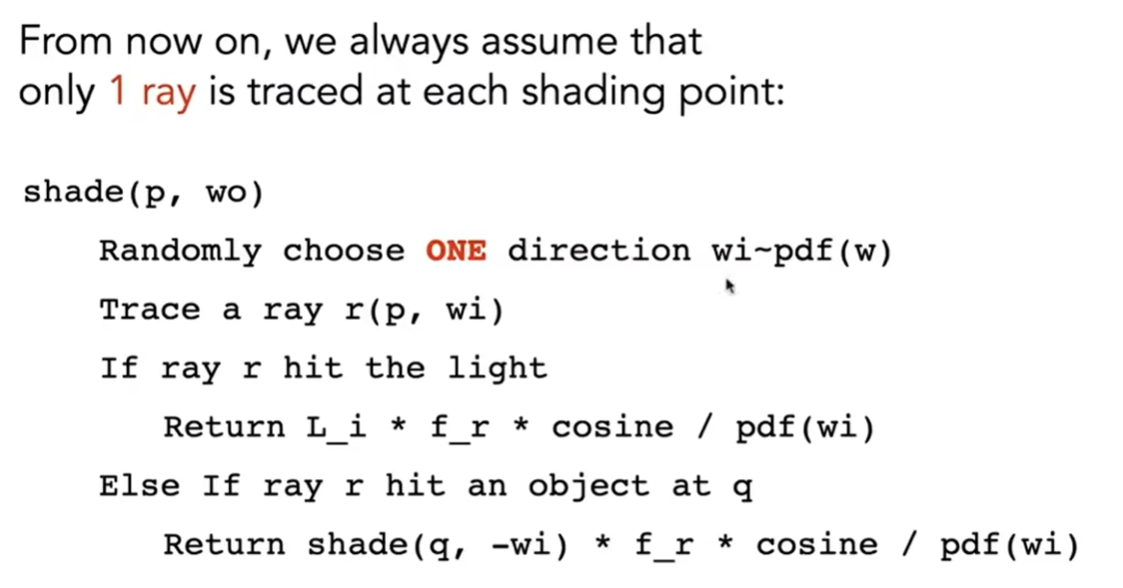 From now on, we always assume that
only 1 ray is traced at each shading point:
shade(p, wo)
Randomly choose ONE direction wi~pdf(w)
Trace a ray r(p, wi)
If ray r hit the light
Return L_i * f_r * cosine / pdf(wi)
Else If ray r hit an object at q
Return shade(q, -wi) * f_r * cosine / pdf(wi)